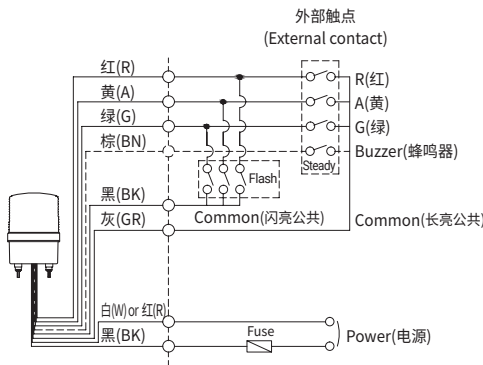 外部触点
(External contact)
红(R)
R(红)
黄(A)
A(黄)
绿(G)
G(绿)
棕(BN)
Buzzer(蜂鸣器)
Steady
Flash
黑(BK)
Common(闪亮公共)
灰(GR)
Common(长亮公共)
白(W) or 红(R)
黑(BK)
Fuse
Power(电源)